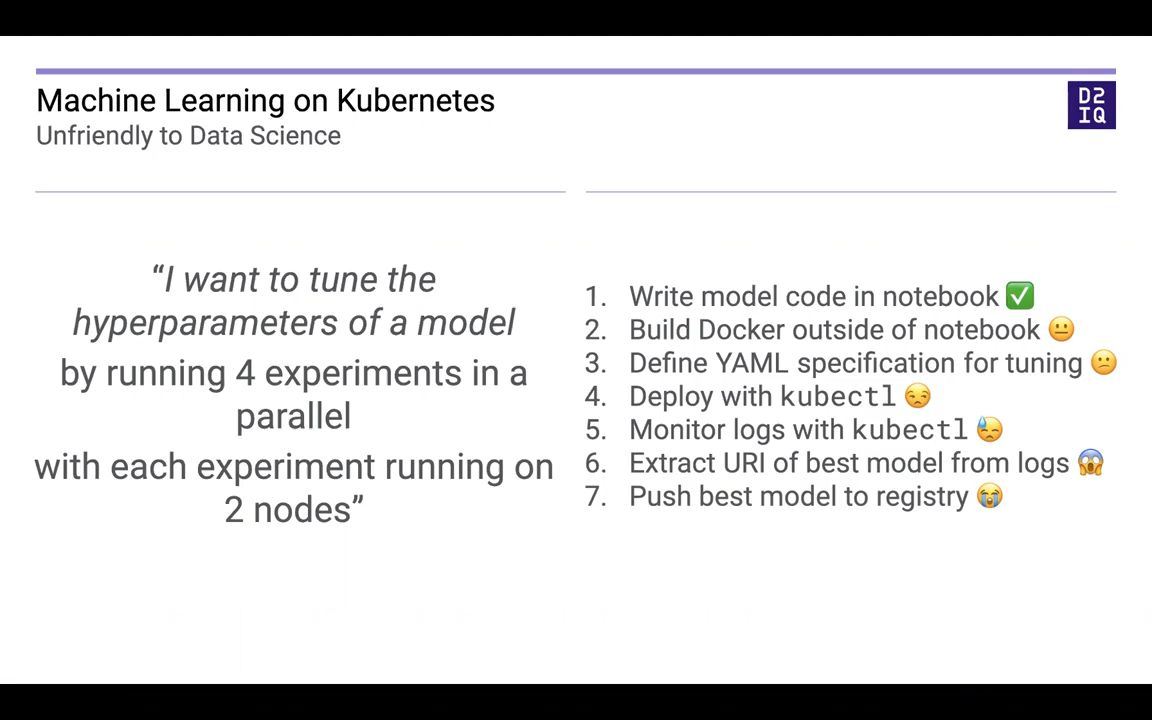 Machine Learning on Kubernetes
Unfriendly to Data Science
D2
IQ
“I want to tune the
hyperparameters of a model
by running 4 experiments in a
parallel
with each experiment running on
2 nodes”
1. Write model code in notebook ✅
2. Build Docker outside of notebook 😐
3. Define YAML specification for tuning 😕
4. Deploy with kubectl 😒
5. Monitor logs with kubectl 😓
6. Extract URI of best model from logs 😱
7. Push best model to registry 😭